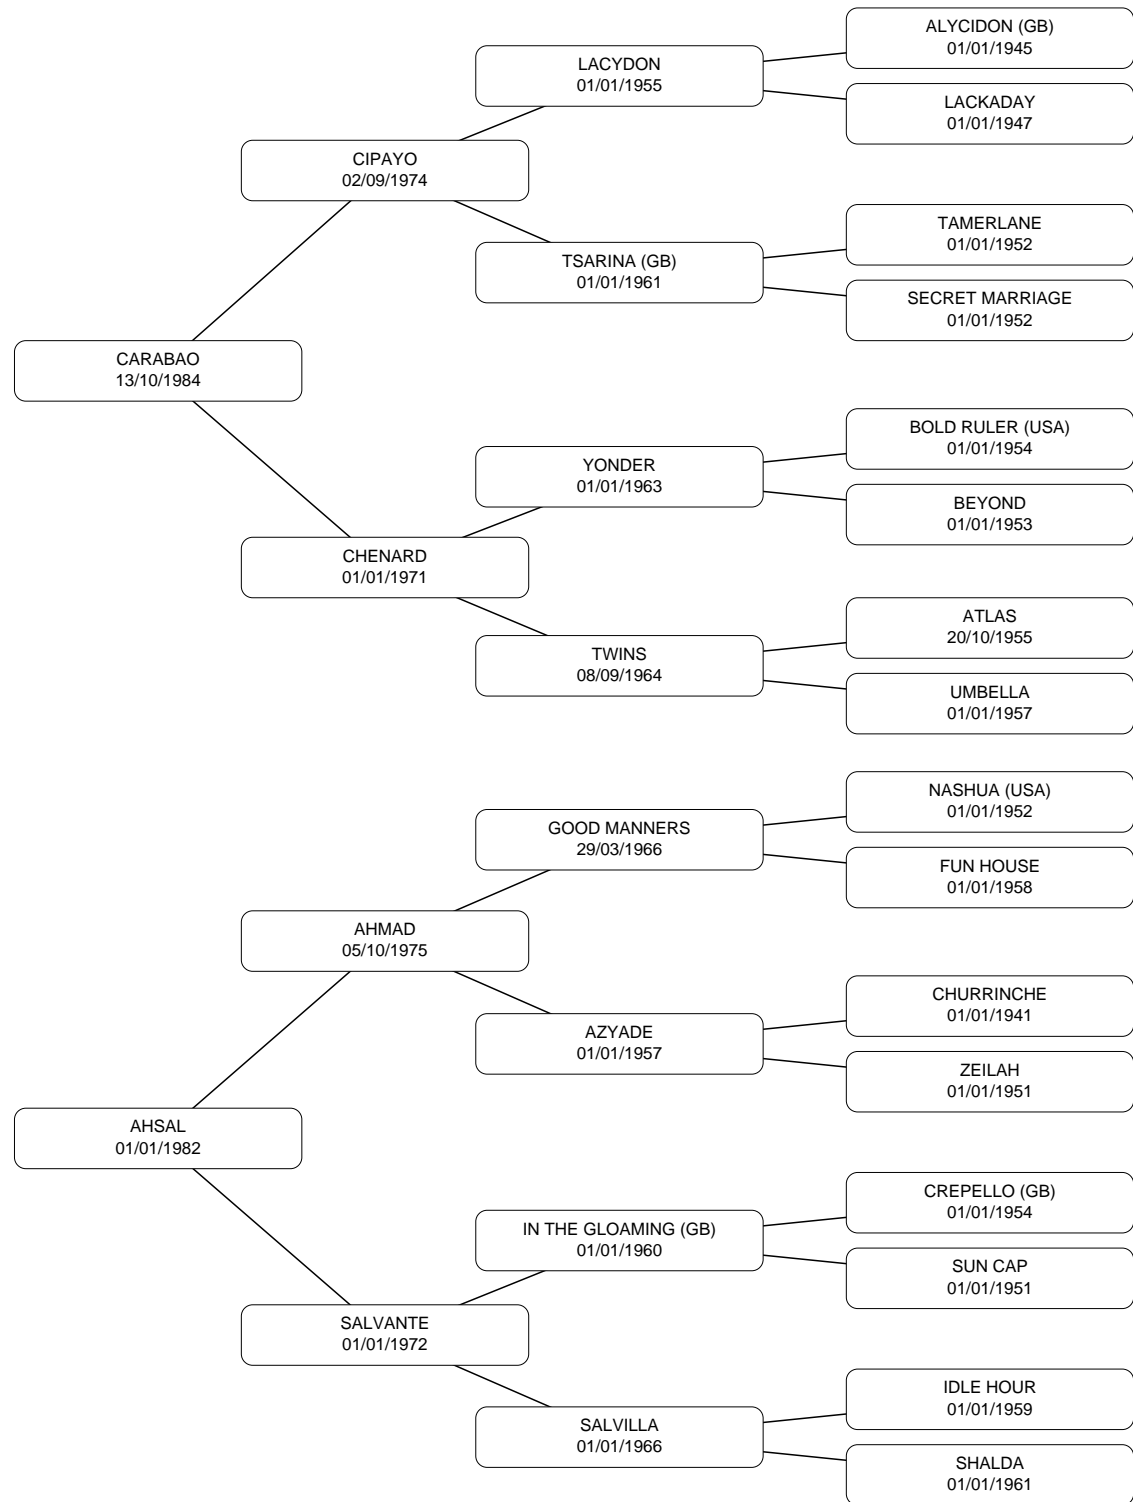 ALYCIDON (GB)
01/01/1945
LACYDON
01/01/1955
LACKADAY
01/01/1947
CIPAYO
02/09/1974
TAMERLANE
01/01/1952
TSARINA (GB)
01/01/1961
SECRET MARRIAGE
01/01/1952
CARABAO
13/10/1984
BOLD RULER (USA)
01/01/1954
YONDER
01/01/1963
BEYOND
01/01/1953
CHENARD
01/01/1971
ATLAS
20/10/1955
TWINS
08/09/1964
UMBELLA
01/01/1957
NASHUA (USA)
01/01/1952
GOOD MANNERS
29/03/1966
FUN HOUSE
01/01/1958
AHMAD
05/10/1975
CHURRINCHE
01/01/1941
AZYADE
01/01/1957
ZEILAH
01/01/1951
AHSAL
01/01/1982
CREPELLO (GB)
01/01/1954
IN THE GLOAMING (GB)
01/01/1960
SUN CAP
01/01/1951
SALVANTE
01/01/1972
IDLE HOUR
01/01/1959
SALVILLA
01/01/1966
SHALDA
01/01/1961